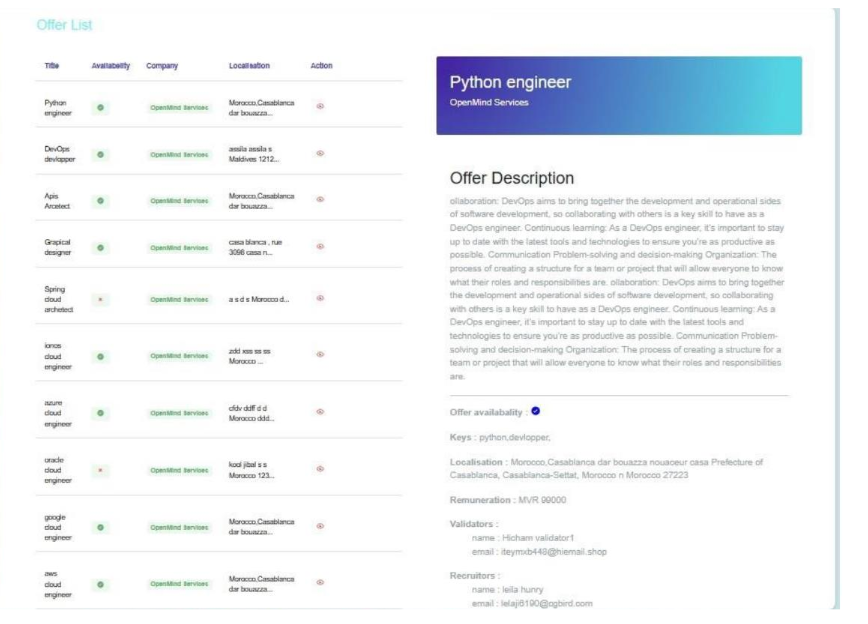 Offer List
Title Availabelity Company Localisation Action
Python
engineer
OpenMind Services
Morocco,Casablanca
dar bouazza...
DevOps
devlopper
OpenMind Services
assila assila s
Maldives 1212...
Apis
Arcetect
OpenMind Services
Morocco,Casablanca
dar bouazza...
Grapical
designer
OpenMind Services
casa blanca , rue
3098 casa n...
Spring
cloud
archetect
OpenMind Services
a s d s Morocco d...
ionos
cloud
engineer
OpenMind Services
zdd xss ss ss
Morocco ...
azure
cloud
engineer
OpenMind Services
cfdv ddff d d
Morocco ddd...
oracle
cloud
engineer
OpenMind Services
kool jibal s s
Morocco 123...
google
cloud
engineer
OpenMind Services
Morocco,Casablanca
dar bouazza...
aws
cloud
engineer
OpenMind Services
Morocco,Casablanca
dar bouazza...
Python engineer
OpenMind Services
Offer Description
ollaboration: DevOps aims to bring together the development and operational sides
of software development, so collaborating with others is a key skill to have as a
DevOps engineer. Continuous learning: As a DevOps engineer, it's important to stay
up to date with the latest tools and technologies to ensure you're as productive as
possible. Communication Problem-solving and decision-making Organization: The
process of creating a structure for a team or project that will allow everyone to know
what their roles and responsibilities are. ollaboration: DevOps aims to bring together
the development and operational sides of software development, so collaborating
with others is a key skill to have as a DevOps engineer. Continuous learning: As a
DevOps engineer, it's important to stay up to date with the latest tools and
technologies to ensure you're as productive as possible. Communication Problem-
solving and decision-making Organization: The process of creating a structure for a
team or project that will allow everyone to know what their roles and responsibilities
are.
Offer availabality :
Keys : python,devlopper,
Localisation : Morocco,Casablanca dar bouazza nouaceur casa Prefecture of
Casablanca, Casablanca-Settat, Morocco n Morocco 27223
Remuneration : MVR 99000
Validators :
name : Hicham validator1
email : iteymxb448@hiemail.shop
Recruitors :
name : leila hunry
email : lelaji6190@ogbird.com